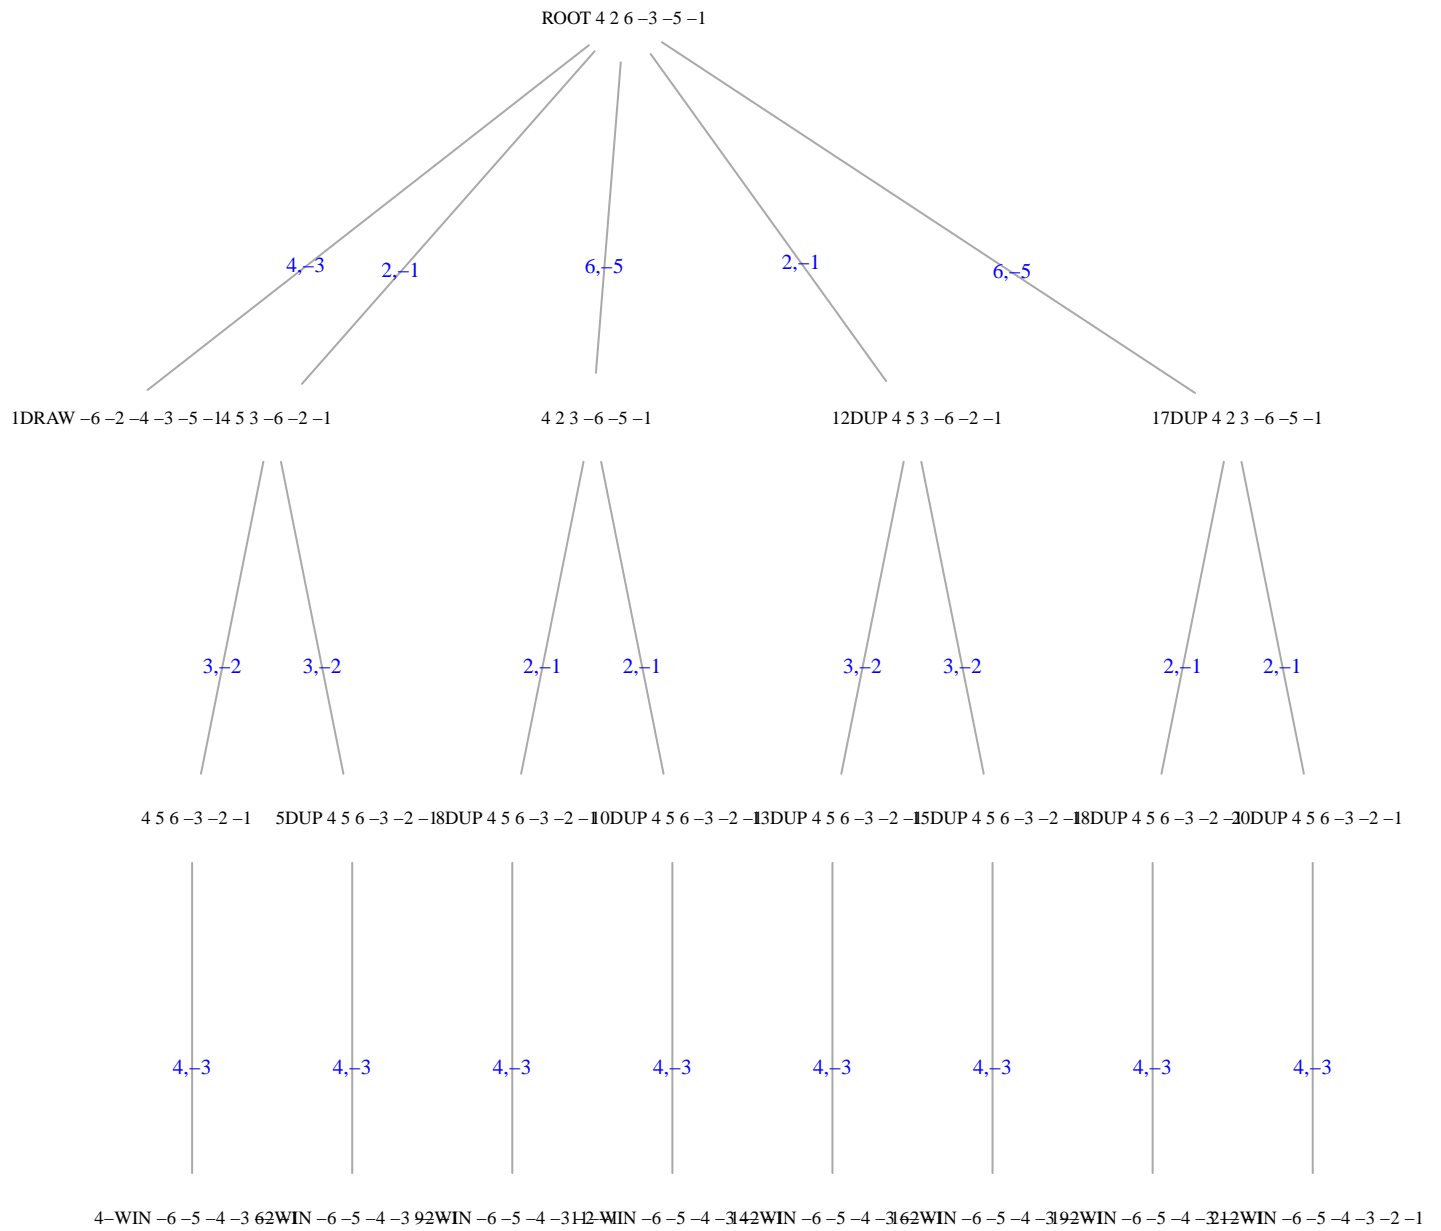 ROOT 4 2 6 −3 −5 −1
4,−3 2,−1 6,−5 2,−1 6,−5
1DRAW −6 −2 −4 −3 −5 −1 4 5 3 −6 −2 −1 4 2 3 −6 −5 −1 12DUP 4 5 3 −6 −2 −1 17DUP 4 2 3 −6 −5 −1
3,−2 3,−2 2,−1 2,−1 3,−2 3,−2 2,−1 2,−1
4 5 6 −3 −2 −1 5DUP 4 5 6 −3 −2 −1 8DUP 4 5 6 −3 −2 −1 10DUP 4 5 6 −3 −2 −1 13DUP 4 5 6 −3 −2 −1 15DUP 4 5 6 −3 −2 −1 18DUP 4 5 6 −3 −2 −1 20DUP 4 5 6 −3 −2 −1
4,−3 4,−3 4,−3 4,−3 4,−3 4,−3 4,−3 4,−3
4−WIN −6 −5 −4 −3 −WIN −6 −5 −4 −3 −WIN −6 −5 −4 −3 −WIN −6 −5 −4 −3 −WIN −6 −5 −4 −3 −WIN −6 −5 −4 −3 −WIN −6 −5 −4 −3 −WIN −6 −5 −4 −3 −2 −1